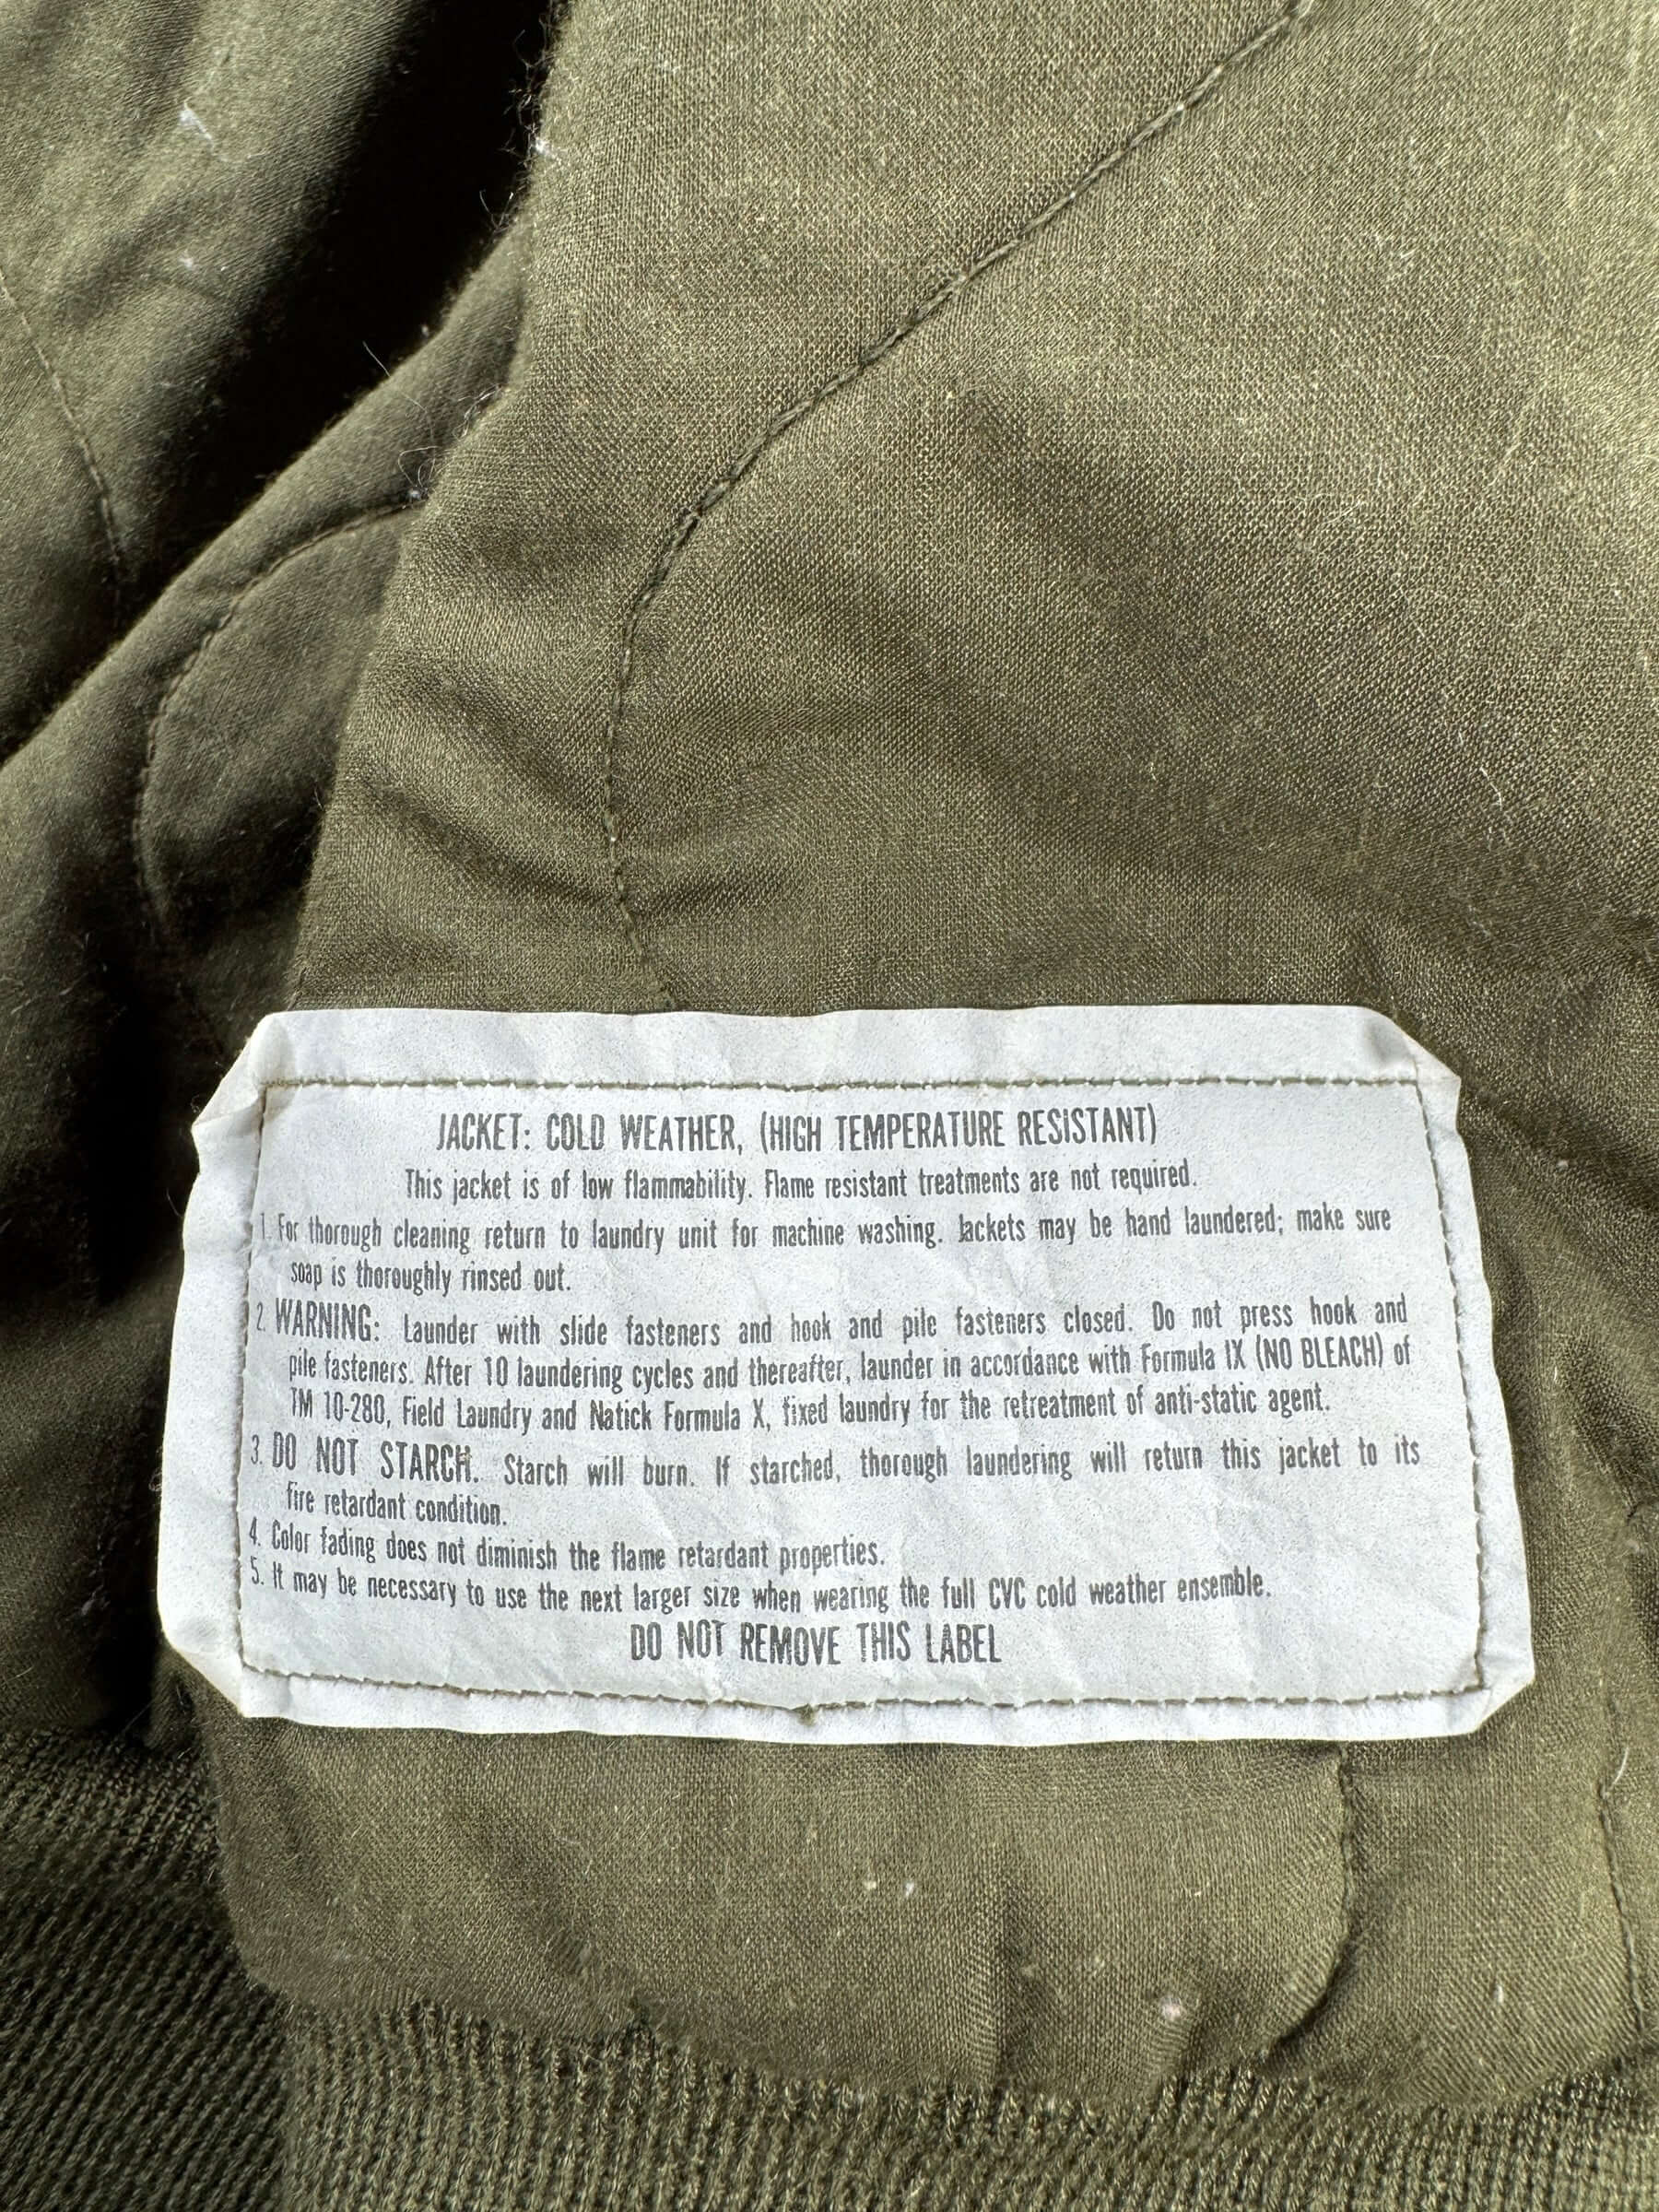 JACKET: COLD WEATHER, (HIGH TEMPERATURE RESISTANT)
This jacket is of low flammability. Flame resistant treatments are not required.
1. For thorough cleaning return to laundry unit for machine washing. Jackets may be hand laundered; make sure
soap is thoroughly rinsed out.
2. WARNING: Launder with slide fasteners and hook and pile fasteners closed. Do not press hook and
pile fasteners. After 10 laundering cycles and thereafter, launder in accordance with Formula IX (NO BLEACH) of
TM 10-280, Field Laundry and Natick Formula X, fixed laundry for the retreatment of anti-static agent.
3. DO NOT STARCH. Starch will burn. If starched, thorough laundering will return this jacket to its
fire retardant condition.
4. Color fading does not diminish the flame retardant properties.
5. It may be necessary to use the next larger size when wearing the full CVC cold weather ensemble.
DO NOT REMOVE THIS LABEL